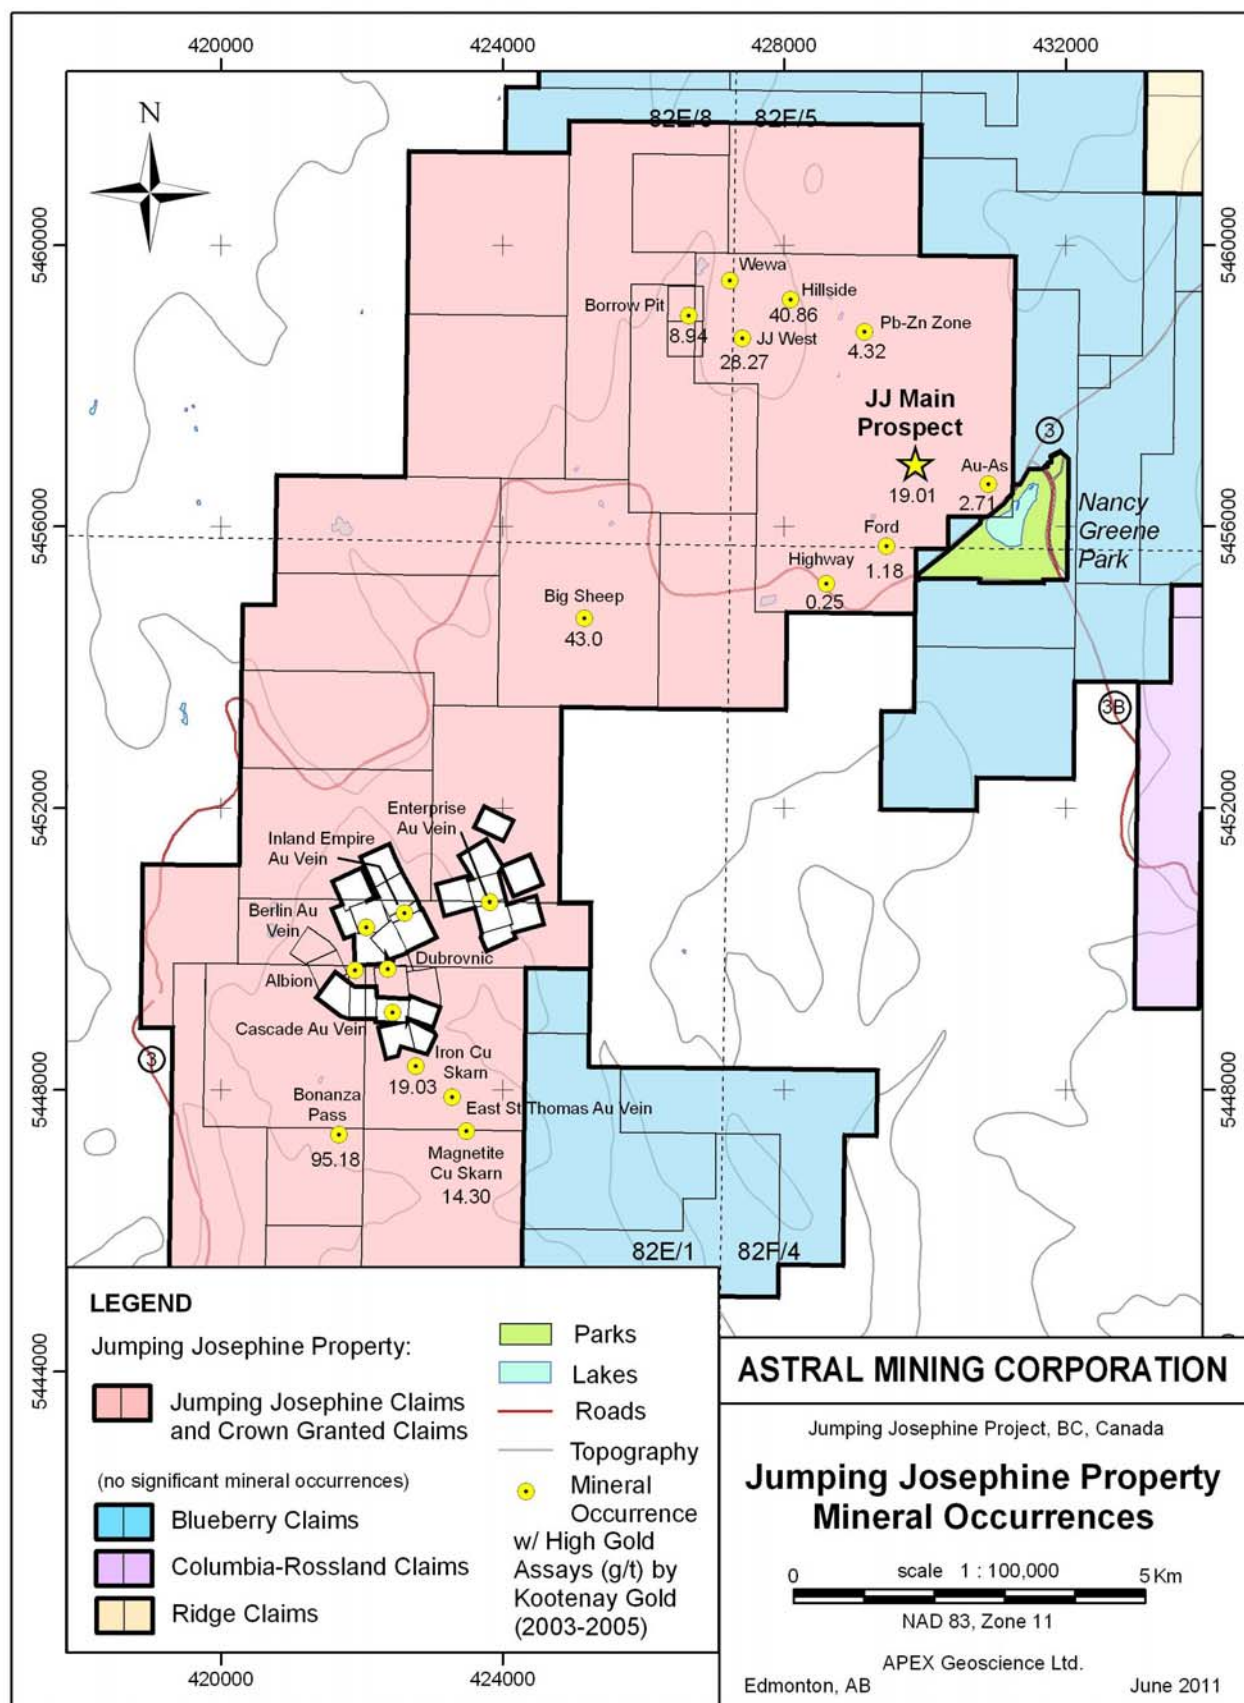 420000
424000
428000
432000
N
82E/8
82F/5
5460000
5460000
Wewa
Hillside
40.86
Borrow Pit
8.94
JJ West
28.27
Pb-Zn Zone
4.32
JJ Main
Prospect
19.01
3
Au-As
2.71
Nancy
Greene
Park
5456000
5456000
Ford
1.18
Highway
0.25
Big Sheep
43.0
3B
5452000
5452000
Enterprise
Au Vein
Inland Empire
Au Vein
Berlin Au
Vein
Dubrovnic
Albion
Cascade Au Vein
3
Iron Cu
Skarn
19.03
5448000
5448000
Bonanza
Pass
95.18
East St Thomas Au Vein
Magnetite
Cu Skarn
14.30
82E/1
82F/4
5444000
LEGEND
Jumping Josephine Property:
Jumping Josephine Claims
and Crown Granted Claims
(no significant mineral occurrences)
Blueberry Claims
Columbia-Rossland Claims
Ridge Claims
Parks
Lakes
Roads
Topography
Mineral
Occurrence
w/ High Gold
Assays (g/t) by
Kootenay Gold
(2003-2005)
ASTRAL MINING CORPORATION
Jumping Josephine Project, BC, Canada
Jumping Josephine Property
Mineral Occurrences
0 scale 1 : 100,000 5 Km
NAD 83, Zone 11
APEX Geoscience Ltd.
Edmonton, AB June 2011
420000
424000